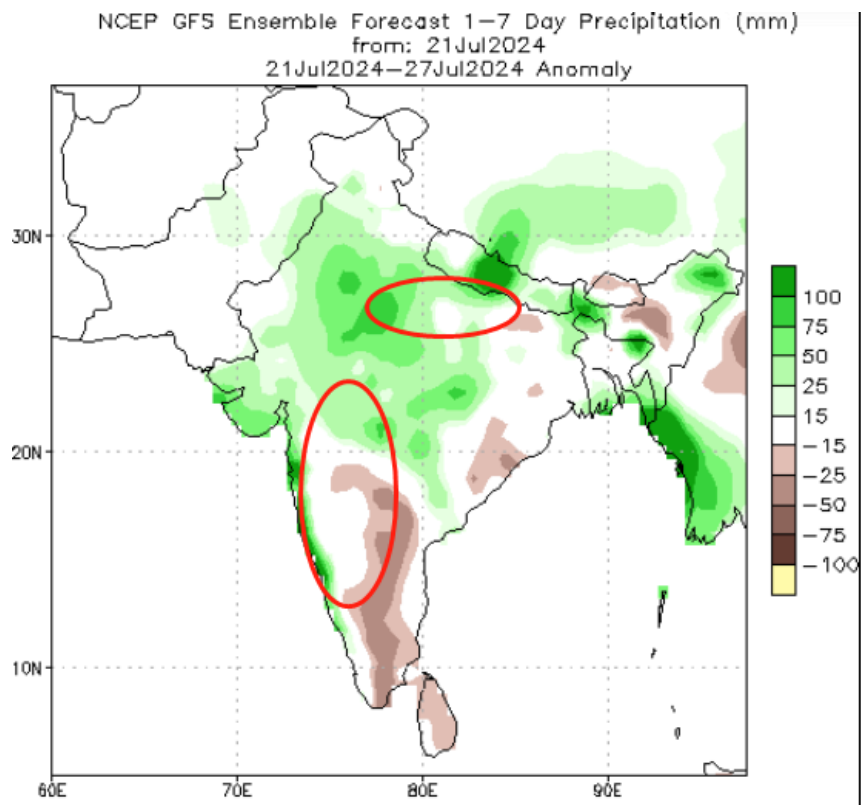 NCEP GFS Ensemble Forecast 1-7 Day Precipitation (mm)
from: 21Jul2024
21Jul2024-27Jul2024 Anomaly
30N
20N
10N
60E
70E
80E
90E
100
75
50
25
15
-15
-25
-50
-75
-100